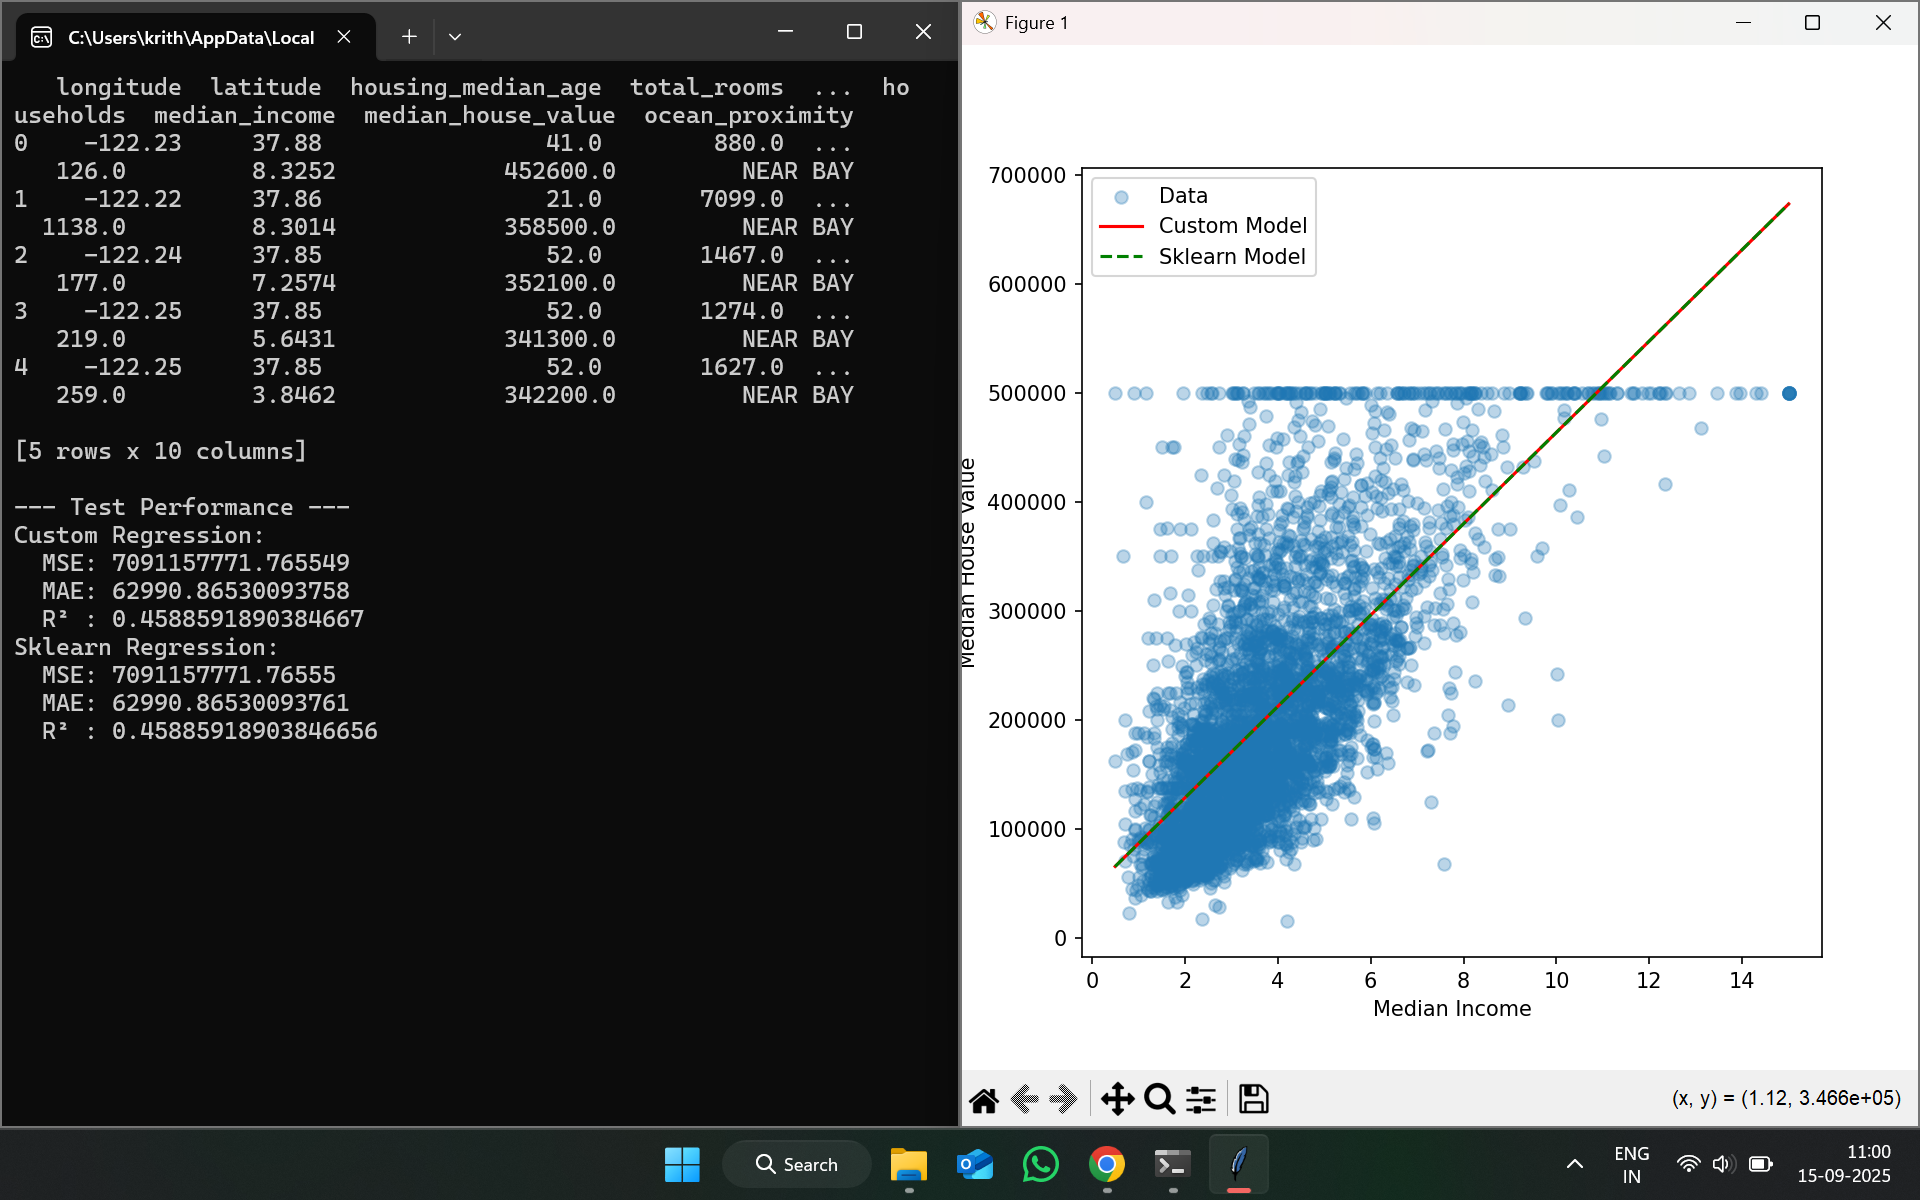 C:\Users\krith\AppData\Local
longitude latitude housing_median_age total_rooms ... ho
useholds median_income median_house_value ocean_proximity
0 -122.23 37.88 41.0 880.0 ...
126.0 8.3252 452600.0 NEAR BAY
1 -122.22 37.86 21.0 7099.0 ...
1138.0 8.3014 358500.0 NEAR BAY
2 -122.24 37.85 52.0 1467.0 ...
177.0 7.2574 352100.0 NEAR BAY
3 -122.25 37.85 52.0 1274.0 ...
219.0 5.6431 341300.0 NEAR BAY
4 -122.25 37.85 52.0 1627.0 ...
259.0 3.8462 342200.0 NEAR BAY
[5 rows x 10 columns]
--- Test Performance ---
Custom Regression:
MSE: 7091157771.765549
MAE: 62990.86530093758
R² : 0.4588591890384667
Sklearn Regression:
MSE: 7091157771.76555
MAE: 62990.86530093761
R² : 0.45885918903846656
Figure 1
Data
Custom Model
Sklearn Model
700000
600000
500000
400000
300000
200000
100000
0
Median House Value
0 2 4 6 8 10 12 14
Median Income
(x, y) = (1.12, 3.466e+05)
Search
ENG
IN
11:00
15-09-2025